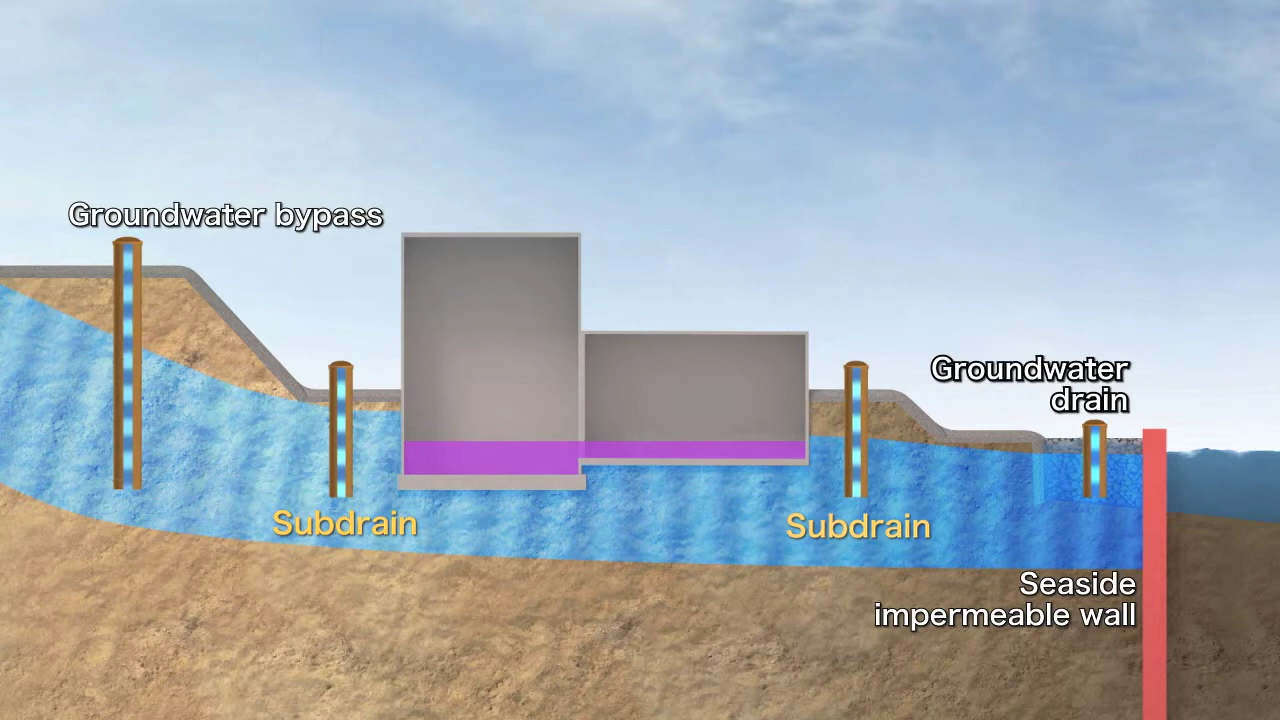 Groundwater bypass
Groundwater
drain
Subdrain
Subdrain
Seaside
impermeable wall